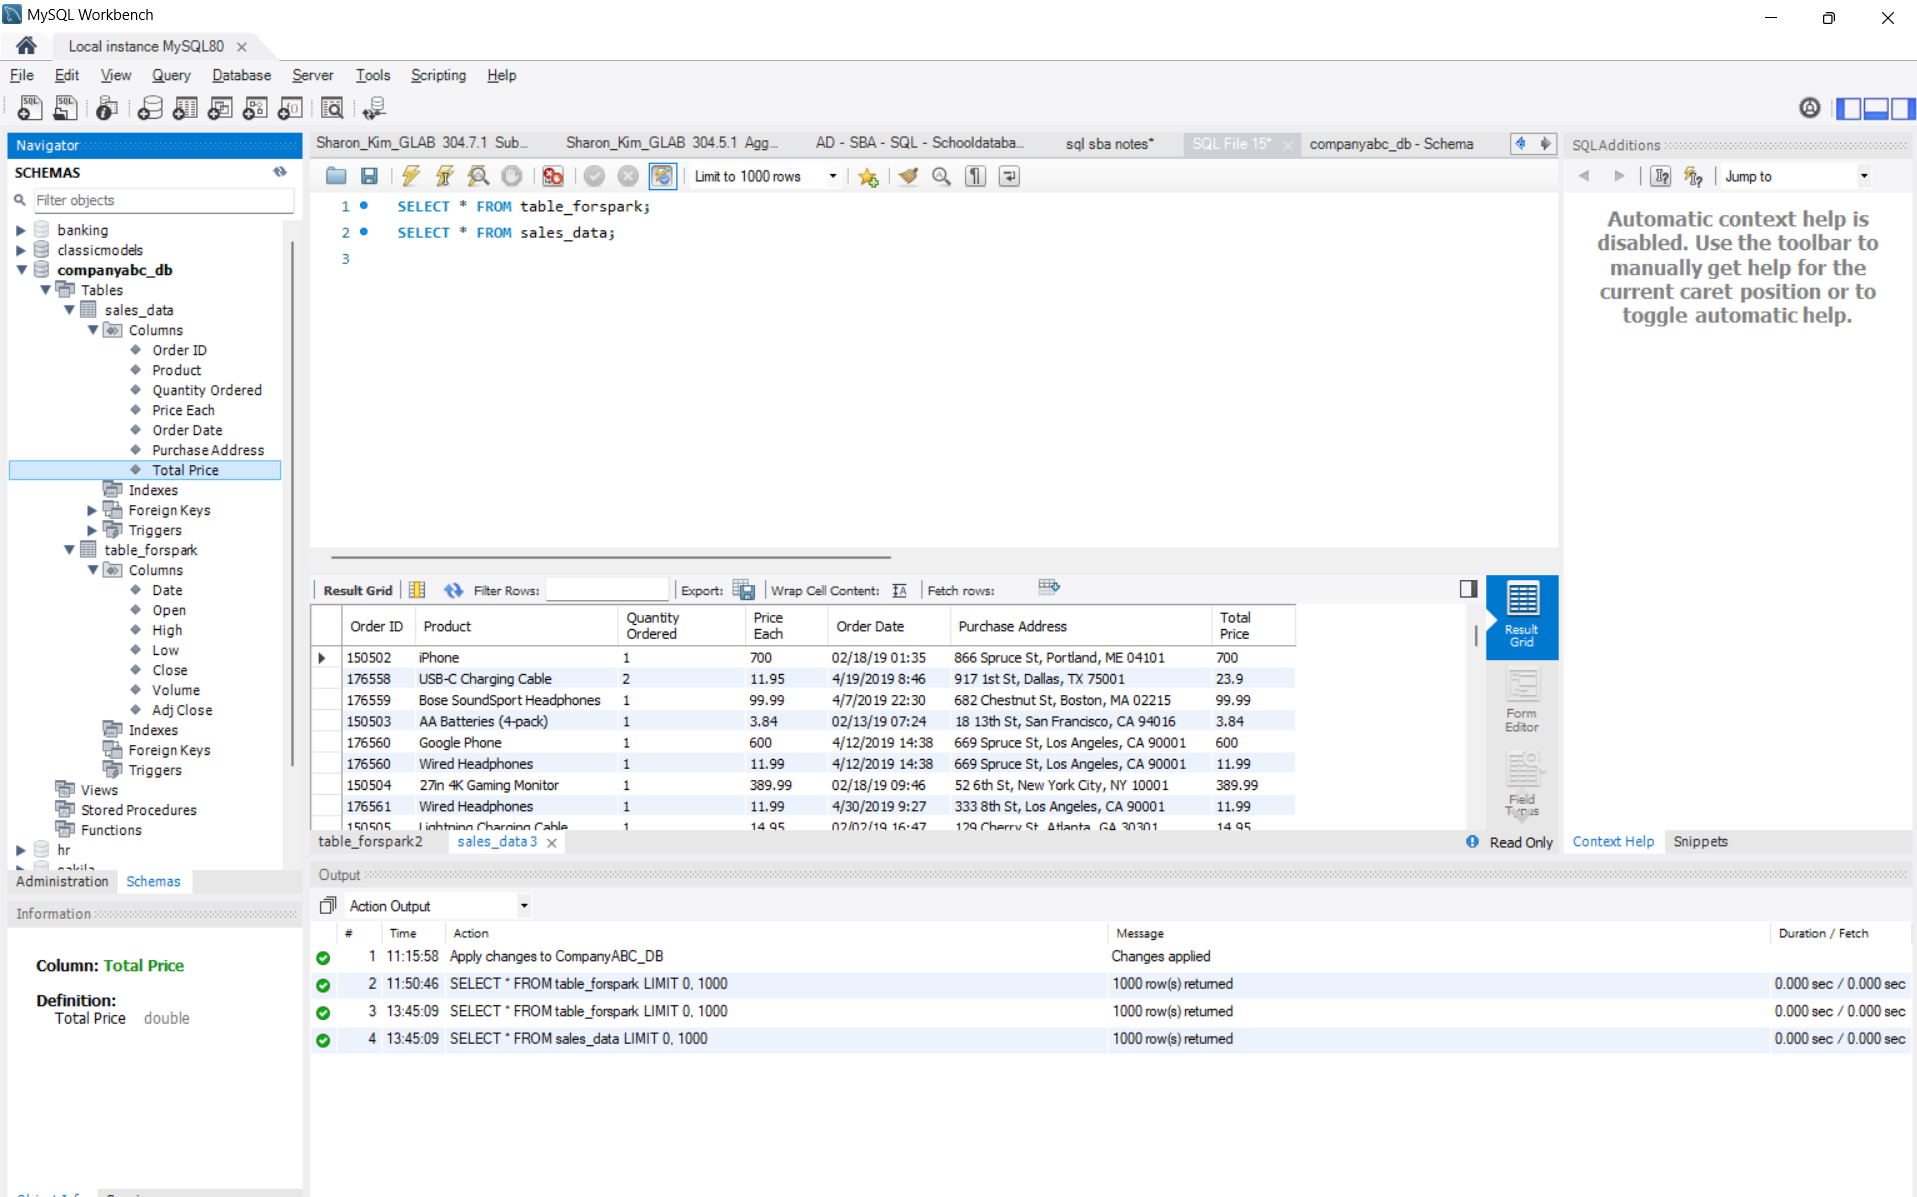 MySQL Workbench
Local instance MySQL80
File Edit View Query Database Server Tools Scripting Help
Navigator
SCHEMAS
Filter objects
banking
classicmodels
companyabc_db
Tables
sales_data
Columns
Order ID
Product
Quantity Ordered
Price Each
Order Date
Purchase Address
Total Price
Indexes
Foreign Keys
Triggers
table_forspark
Columns
Date
Open
High
Low
Close
Volume
Adj Close
Indexes
Foreign Keys
Triggers
Views
Stored Procedures
Functions
hr
sakila
Administration Schemas
Information
Column: Total Price
Definition:
Total Price double
Sharon_Kim_GLAB 304.7.1 Sub... Sharon_Kim_GLAB 304.5.1 Agg... AD - SBA - SQL - Schooldataba... sql sba notes* SQL File 15* companyabc_db - Schema
Limit to 1000 rows
1 SELECT * FROM table_forspark;
2 SELECT * FROM sales_data;
3
Result Grid Filter Rows: Export: Wrap Cell Content: Fetch rows:
Order ID Product Quantity Ordered Price Each Order Date Purchase Address Total Price
150502 iPhone 1 700 02/18/19 01:35 866 Spruce St, Portland, ME 04101 700
176558 USB-C Charging Cable 2 11.95 4/19/2019 8:46 917 1st St, Dallas, TX 75001 23.9
176559 Bose SoundSport Headphones 1 99.99 4/7/2019 22:30 682 Chestnut St, Boston, MA 02215 99.99
150503 AA Batteries (4-pack) 1 3.84 02/13/19 07:24 18 13th St, San Francisco, CA 94016 3.84
176560 Google Phone 1 600 4/12/2019 14:38 669 Spruce St, Los Angeles, CA 90001 600
176560 Wired Headphones 1 11.99 4/12/2019 14:38 669 Spruce St, Los Angeles, CA 90001 11.99
150504 27in 4K Gaming Monitor 1 389.99 02/18/19 09:46 52 6th St, New York City, NY 10001 389.99
176561 Wired Headphones 1 11.99 4/30/2019 9:27 333 8th St, Los Angeles, CA 90001 11.99
150505 Lightning Charging Cable 1 14.95 02/02/19 16:47 129 Cherry St, Atlanta, GA 30301 14.95
Result Grid
Form Editor
Field Types
table_forspark2 sales_data3 Read Only
SQLAdditions
Jump to
Automatic context help is
disabled. Use the toolbar to
manually get help for the
current caret position or to
toggle automatic help.
Context Help Snippets
Output
Action Output
# Time Action Message Duration / Fetch
1 11:15:58 Apply changes to CompanyABC_DB Changes applied
2 11:50:46 SELECT * FROM table_forspark LIMIT 0, 1000 1000 row(s) returned 0.000 sec / 0.000 sec
3 13:45:09 SELECT * FROM table_forspark LIMIT 0, 1000 1000 row(s) returned 0.000 sec / 0.000 sec
4 13:45:09 SELECT * FROM sales_data LIMIT 0, 1000 1000 row(s) returned 0.000 sec / 0.000 sec